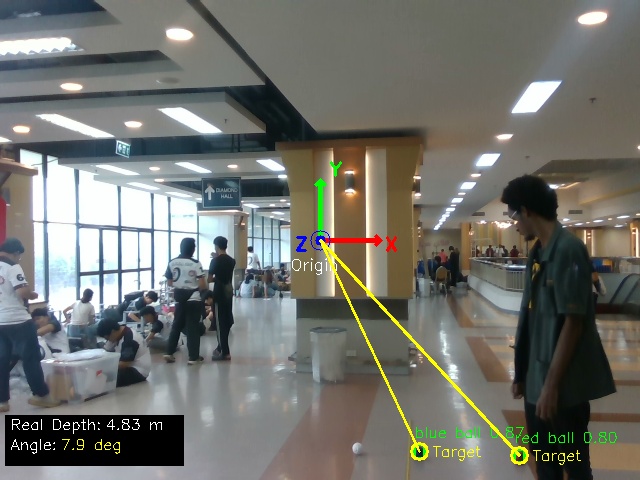 DIAMOND
HALL
Y
Z
X
Origin
Real Depth: 4.83 m
Angle: 7.9 deg
blue ball 0.87
red ball 0.80
Target
Target